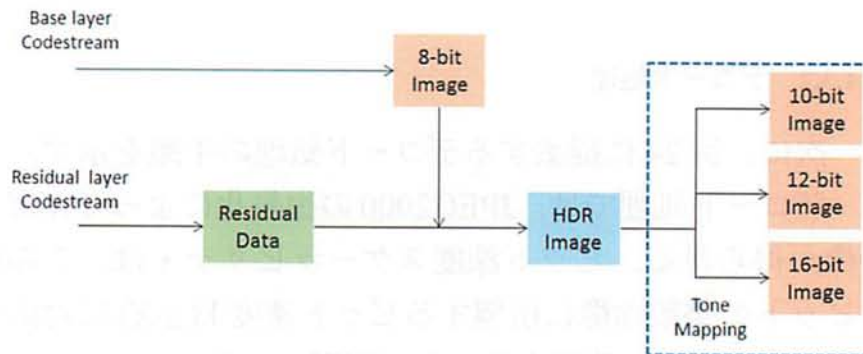 Base layer
Codestream
8-bit
Image
10-bit
Image
Residual layer
Codestream
Residual
Data
HDR
Image
12-bit
Image
16-bit
Image
Tone
Mapping